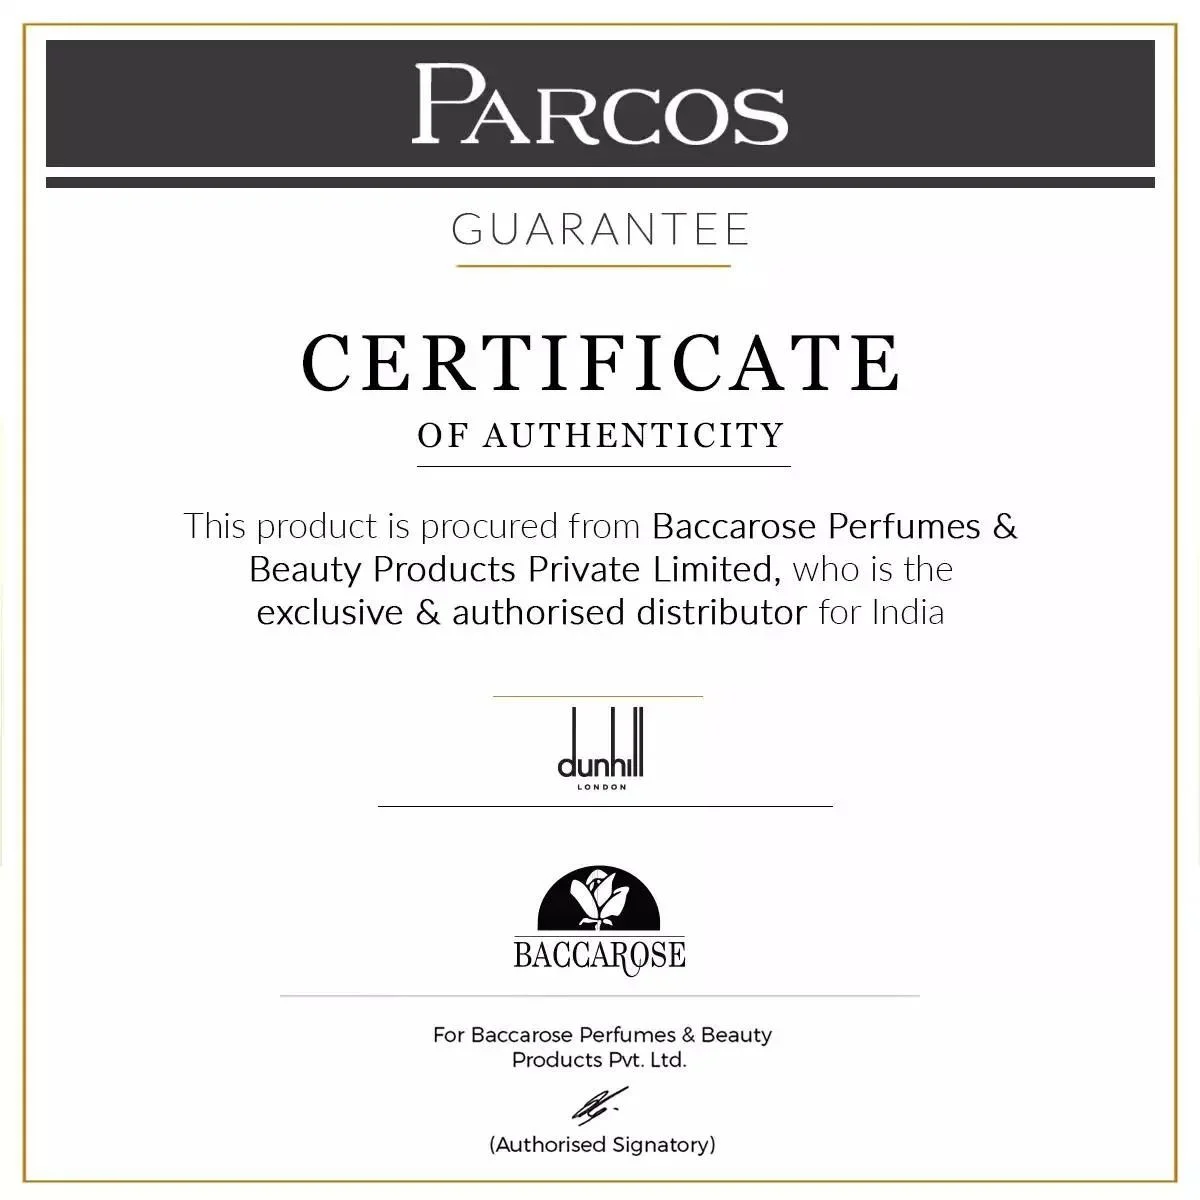 PARCOS
GUARANTEE
CERTIFICATE
OF AUTHENTICITY
This product is procured from Baccarose Perfumes &
Beauty Products Private Limited, who is the
exclusive & authorised distributor for India
dunhill
LONDON
BACCAROSE
For Baccarose Perfumes & Beauty
Products Pvt. Ltd.
(Authorised Signatory)